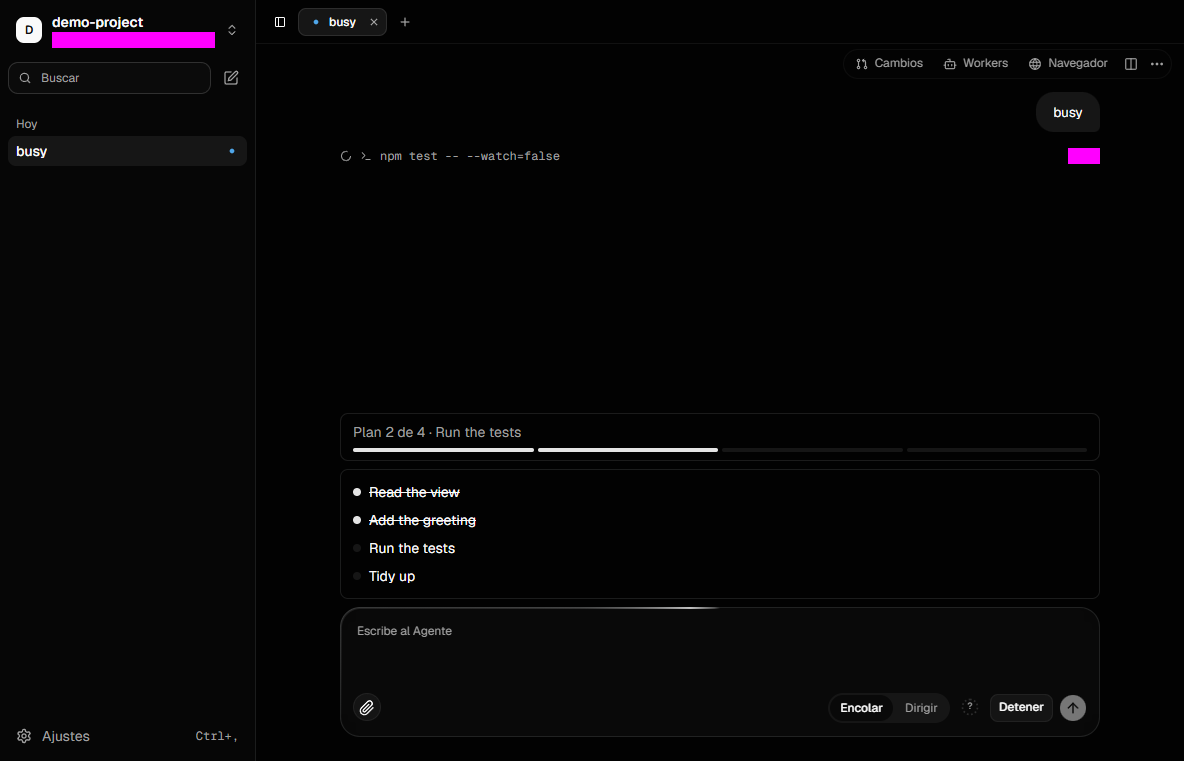 D
demo-project
Buscar
Hoy
busy
Ajustes
Ctrl+,
busy
Cambios
Workers
Navegador
busy
npm test -- --watch=false
Plan 2 de 4 · Run the tests
Read the view
Add the greeting
Run the tests
Tidy up
Escribe al Agente
Encolar
Dirigir
?
Detener